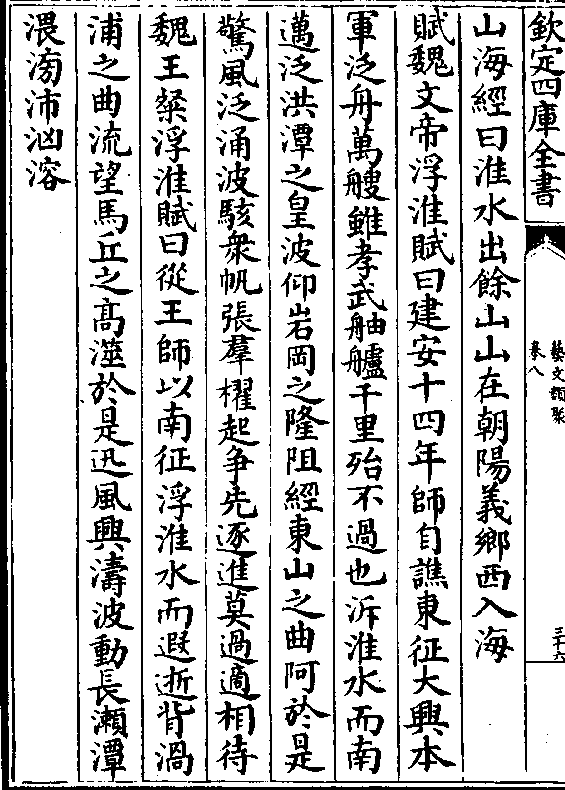 欽定四庫全書
藝文類聚
卷八
三十六
山海經曰淮水出餘山山在朝陽義鄉西入海
賦魏文帝浮淮賦曰建安十四年師自譙東征大興本
軍泛舟萬艘雖孝武舳艫千里殆不過也泝淮水而南
邁泛洪潭之皇波仰岩岡之隆阻經東山之曲阿於是
驚風泛涌波駭衆帆張羣櫂起争先逐進莫過適相待
魏王粲浮淮賦曰從王師以南征浮淮水而遐逝背渦
浦之曲流望馬丘之高澨於是迅風興濤波動長瀨潭
渨滂沛汹溶